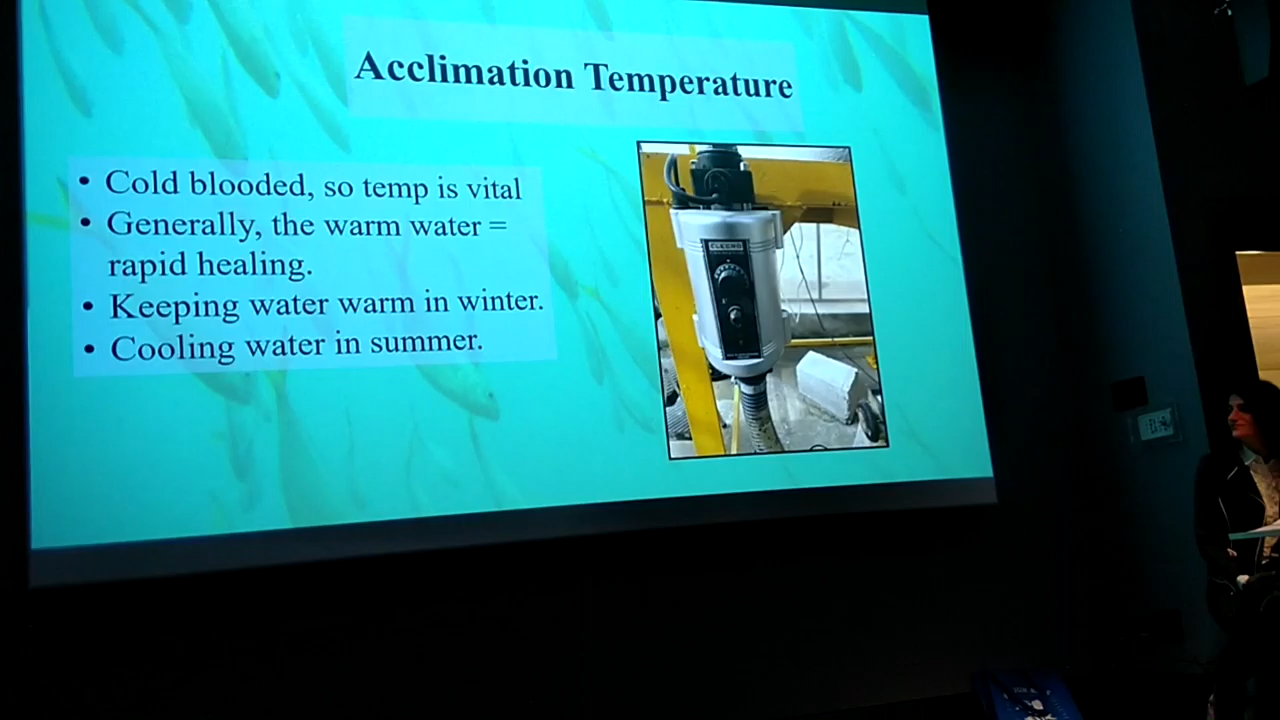 Acclimation Temperature
• Cold blooded, so temp is vital
• Generally, the warm water =
rapid healing.
• Keeping water warm in winter.
• Cooling water in summer.
ELECRO